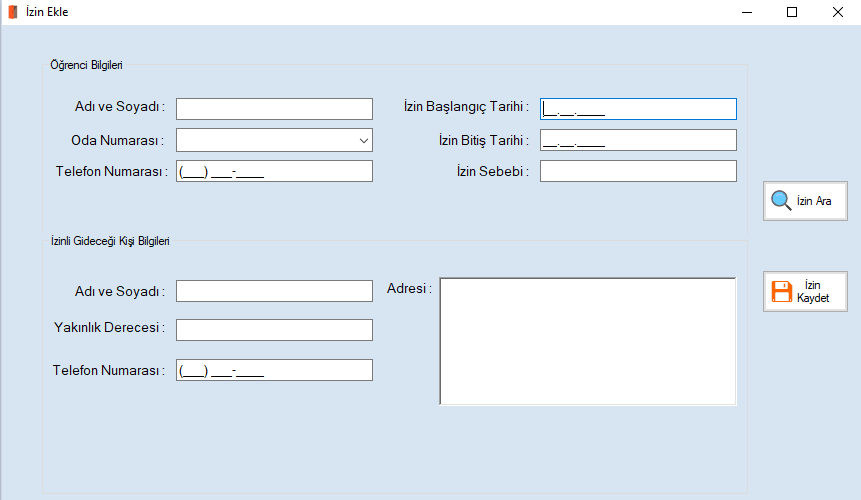 İzin Ekle
Öğrenci Bilgileri
Adı ve Soyadı :
İzin Başlangıç Tarihi :
__.__.____
Oda Numarası :
İzin Bitiş Tarihi :
__.__.____
Telefon Numarası :
(___) ___-____
İzin Sebebi :
İzin Ara
İzinli Gideceği Kişi Bilgileri
Adı ve Soyadı :
Adresi :
İzin
Kaydet
Yakınlık Derecesi :
Telefon Numarası :
(___) ___-____